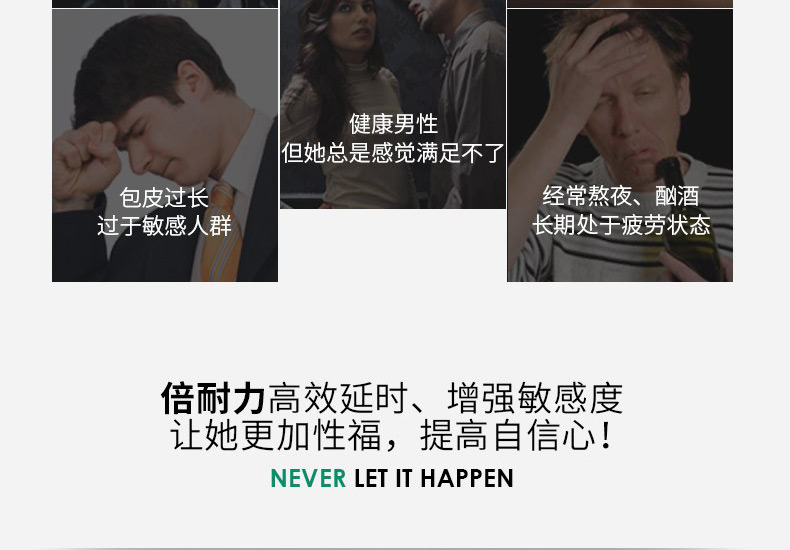 健康男性
但她总是感觉满足不了
包皮过长
过于敏感人群
经常熬夜、酗酒
长期处于疲劳状态
倍耐力高效延时、增强敏感度
让她更加性福，提高自信心！
NEVER LET IT HAPPEN